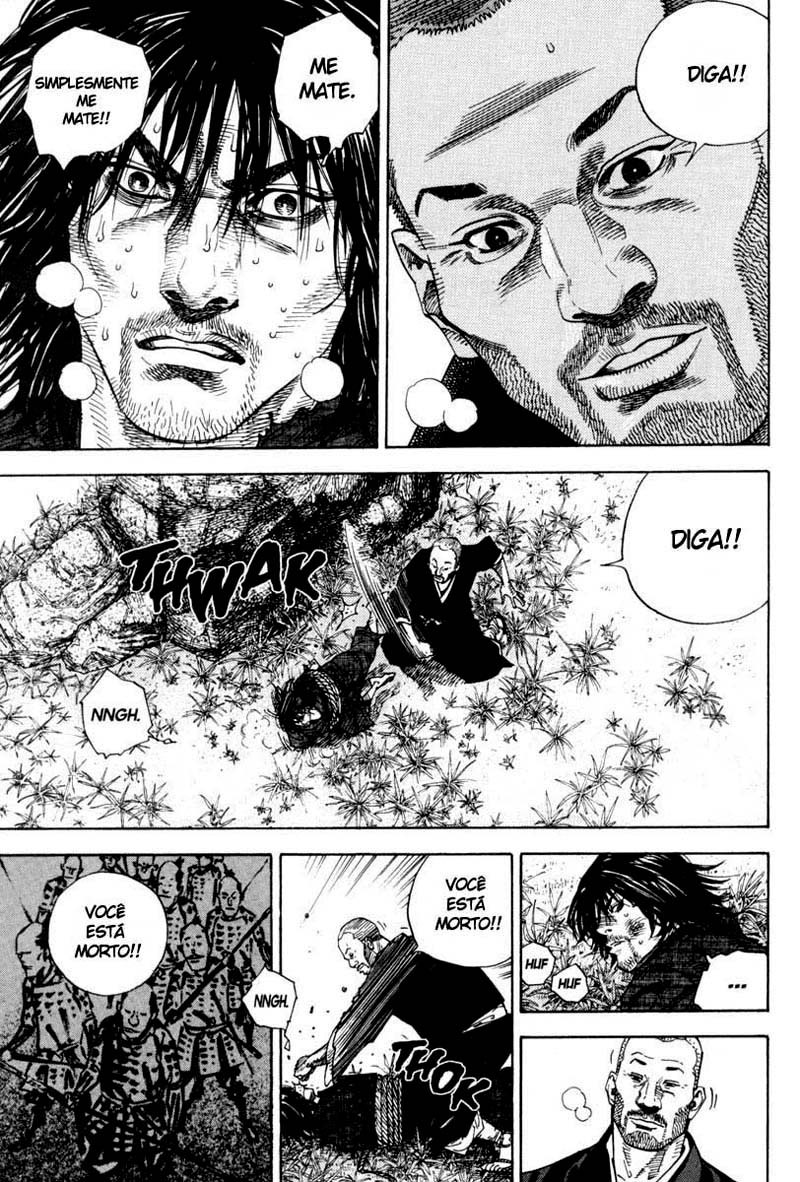 DIGA!!
ME
MATE.
SIMPLESMENTE
ME
MATE!!
DIGA!!
THWAK
NNGH.
...
HUF
HUF
VOCÊ
ESTÁ
MORTO!!
THOK
NNGH.
VOCÊ
ESTÁ
MORTO!!